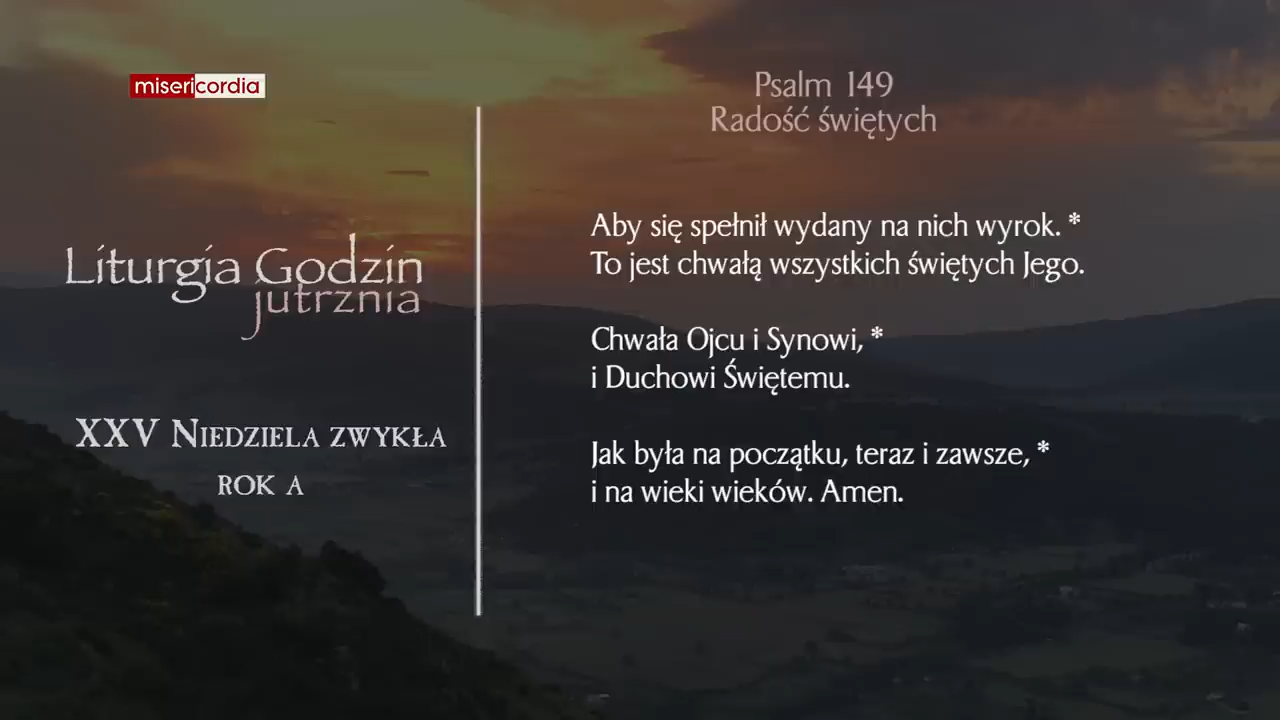 misericordia
Liturgia Godzin
jutrznia
XXV Niedziela zwykła
rok A
Psalm 149
Radość świętych
Aby się spełnił wydany na nich wyrok. *
To jest chwałą wszystkich świętych Jego.
Chwała Ojcu i Synowi, *
i Duchowi Świętemu.
Jak była na początku, teraz i zawsze, *
i na wieki wieków. Amen.